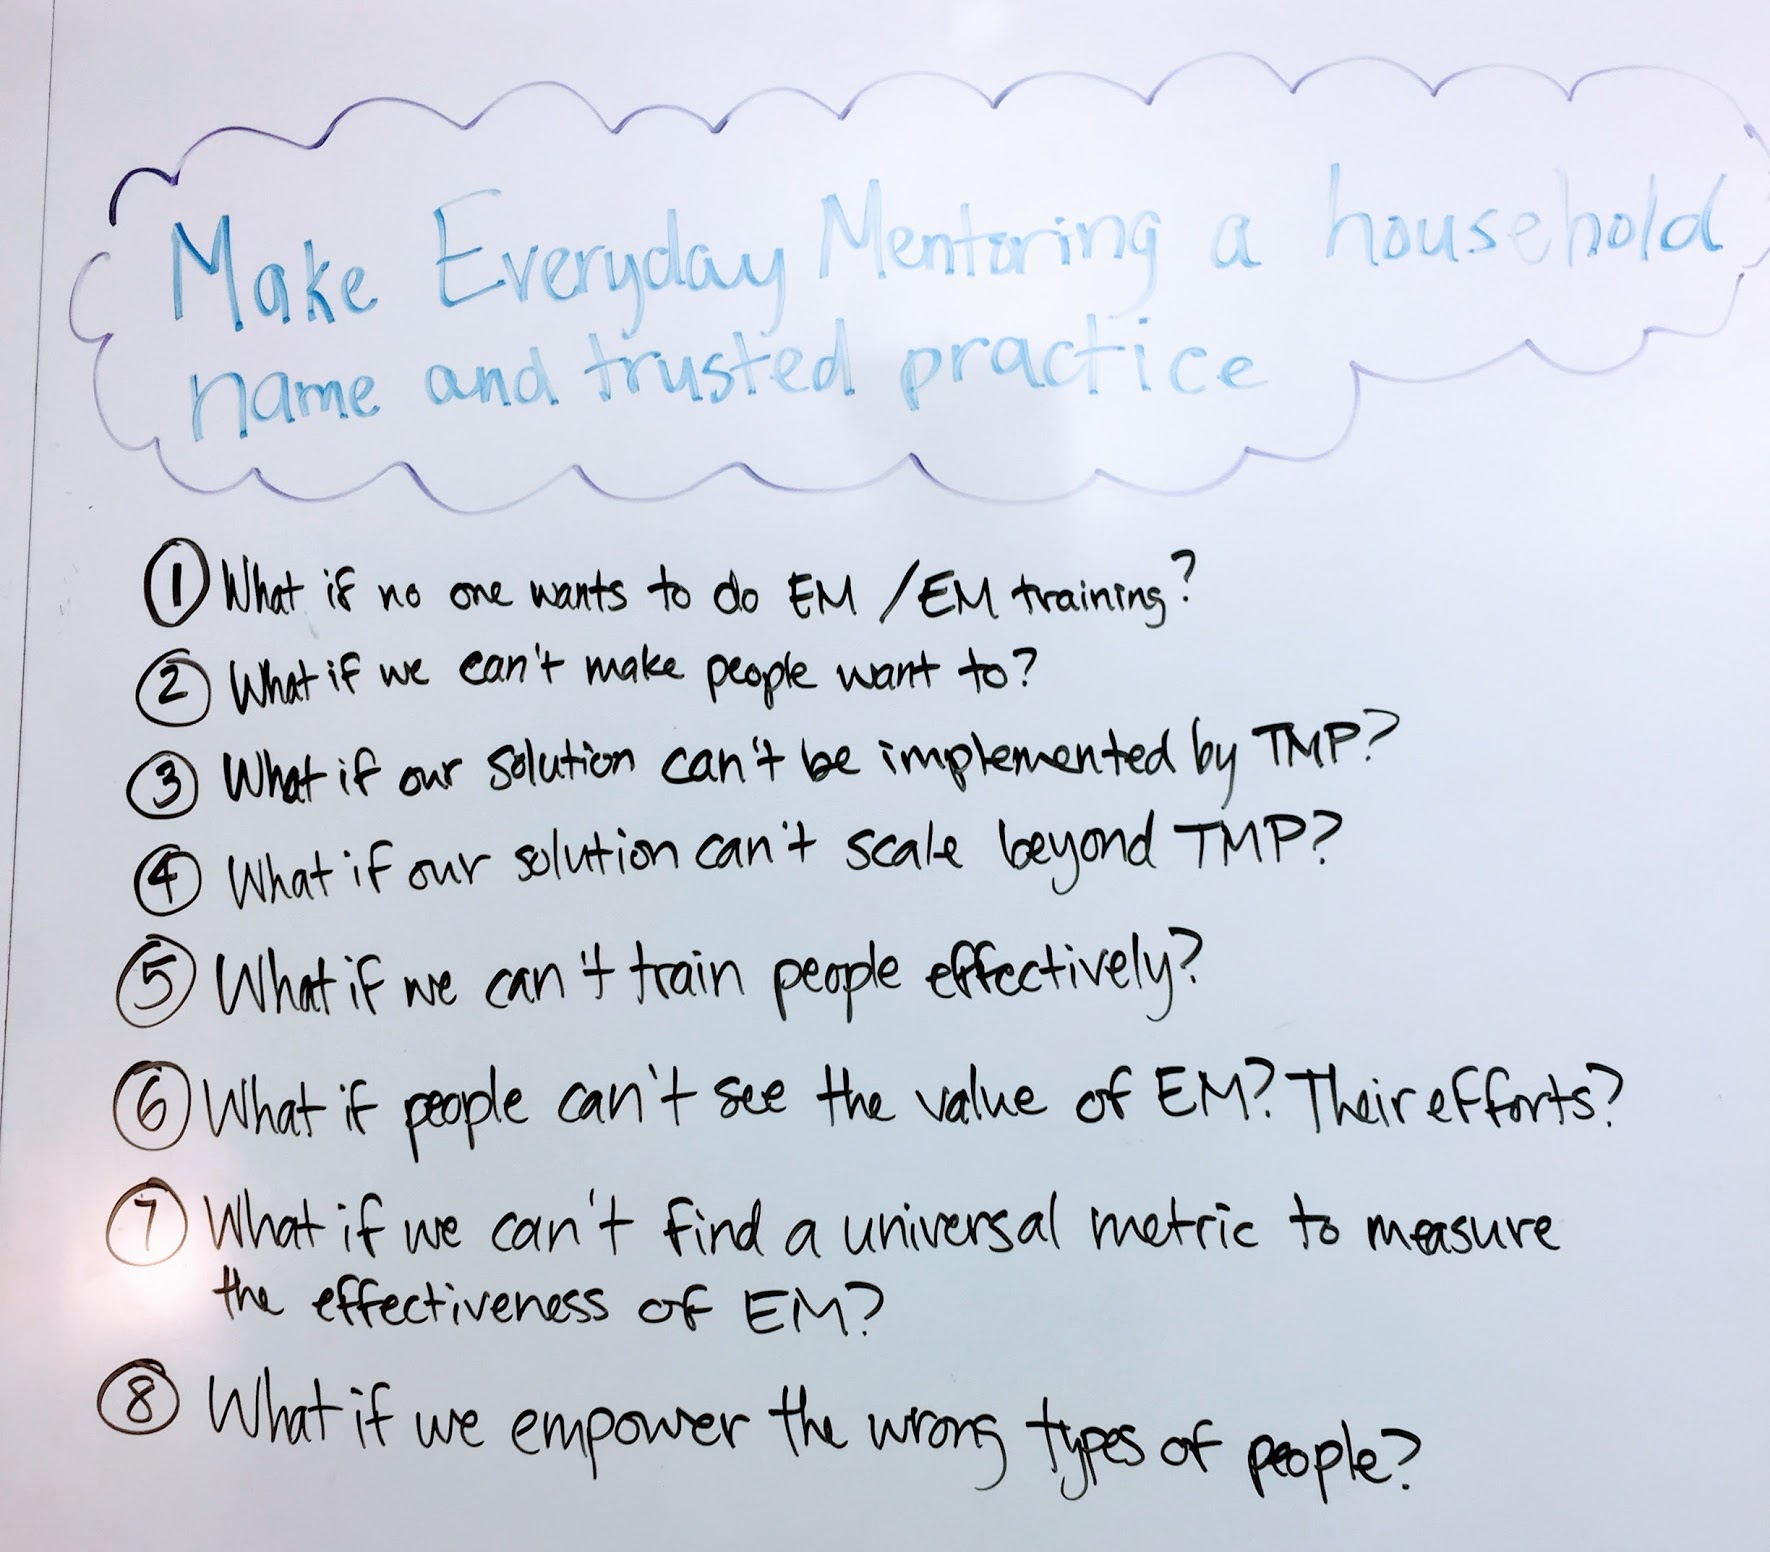 Make Everyday Mentoring a household
name and trusted practice
① What if no one wants to do EM / EM training?
② What if we can't make people want to?
③ What if our solution can't be implemented by TMP?
④ What if our solution can't scale beyond TMP?
⑤ What if we can't train people effectively?
⑥ What if people can't see the value of EM? Their efforts?
⑦ What if we can't find a universal metric to measure
the effectiveness of EM?
⑧ What if we empower the wrong types of people?